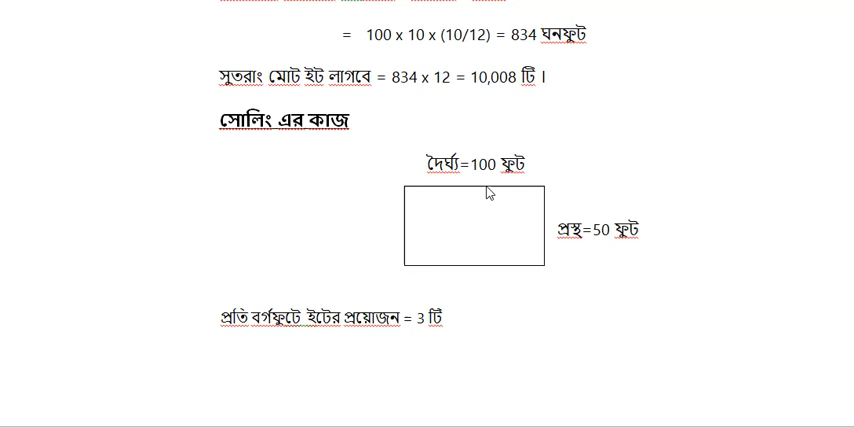 = 100 x 10 x (10/12) = 834 ঘনফুট
সুতরাং মোট ইট লাগবে = 834 x 12 = 10,008 টি ।
সোলিং এর কাজ
দৈর্ঘ্য=100 ফুট
প্রস্থ=50 ফুট
প্রতি বর্গফুটে ইটের প্রয়োজন = 3 টি